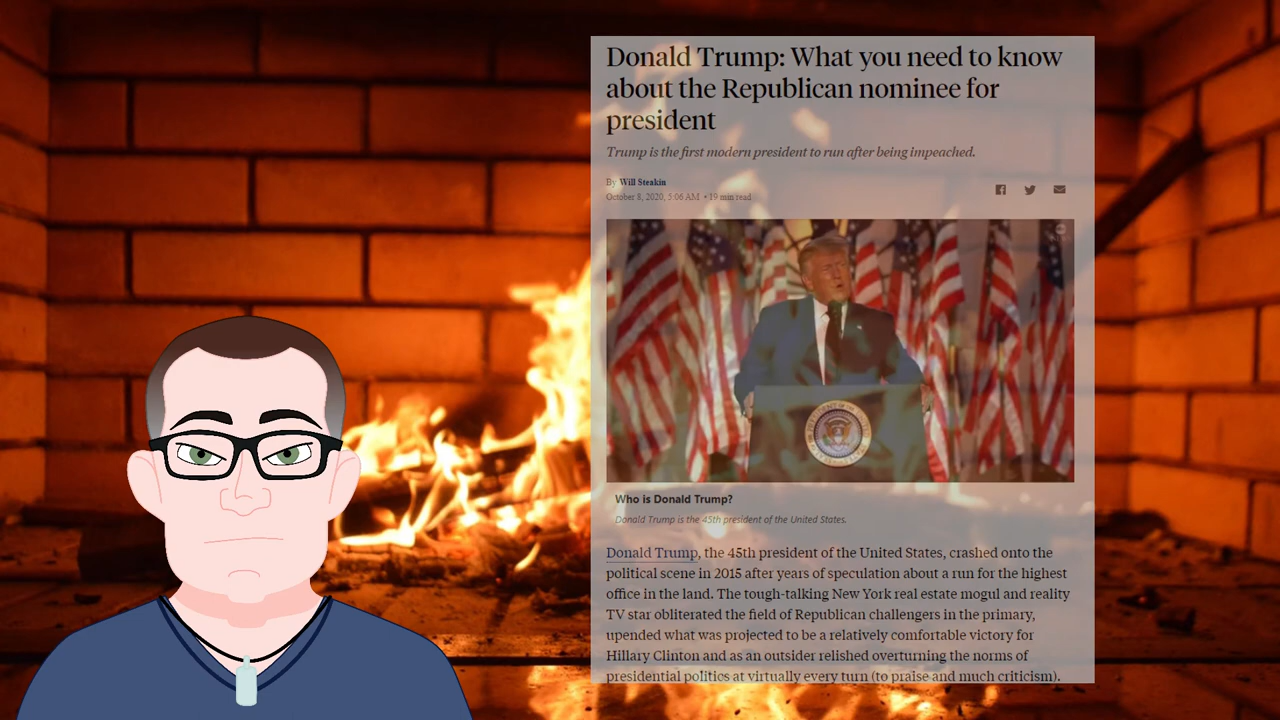 Donald Trump: What you need to know
about the Republican nominee for
president
Trump is the first modern president to run after being impeached.
By Will Steakin
October 8, 2020, 5:06 AM • 19 min read
Who is Donald Trump?
Donald Trump is the 45th president of the United States.
Donald Trump, the 45th president of the United States, crashed onto the
political scene in 2015 after years of speculation about a run for the highest
office in the land. The tough-talking New York real estate mogul and reality
TV star obliterated the field of Republican challengers in the primary,
upended what was projected to be a relatively comfortable victory for
Hillary Clinton and as an outsider relished overturning the norms of
presidential politics at virtually every turn (to praise and much criticism).